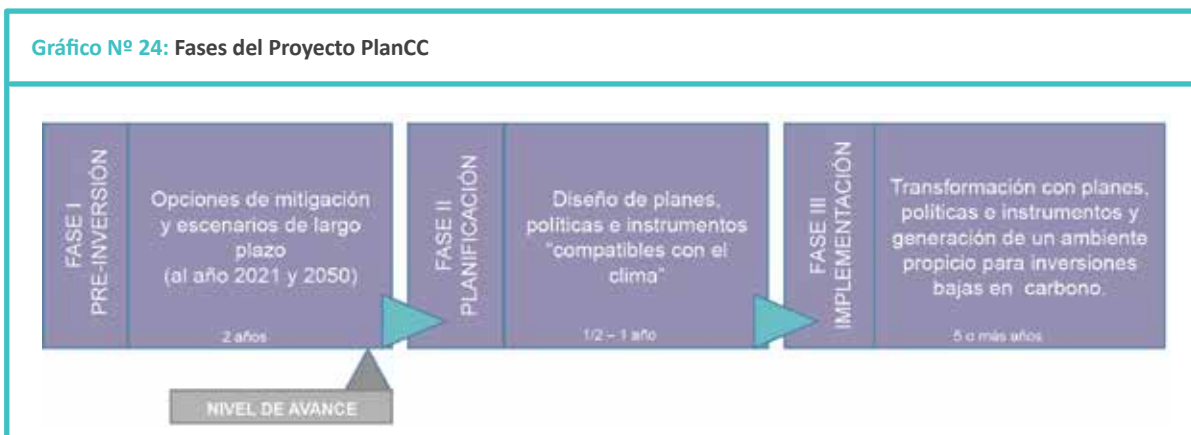 Gráfico Nº 24: Fases del Proyecto PlanCC
FASE I
PRE-INVERSIÓN
Opciones de mitigación
y escenarios de largo
plazo
(al año 2021 y 2050)
2 años
FASE II
PLANIFICACIÓN
Diseño de planes,
políticas e instrumentos
"compatibles con el
clima"
1/2 – 1 año
FASE III
IMPLEMENTACIÓN
Transformación con planes,
políticas e instrumentos y
generación de un ambiente
propicio para inversiones
bajas en carbono.
5 o más años
NIVEL DE AVANCE